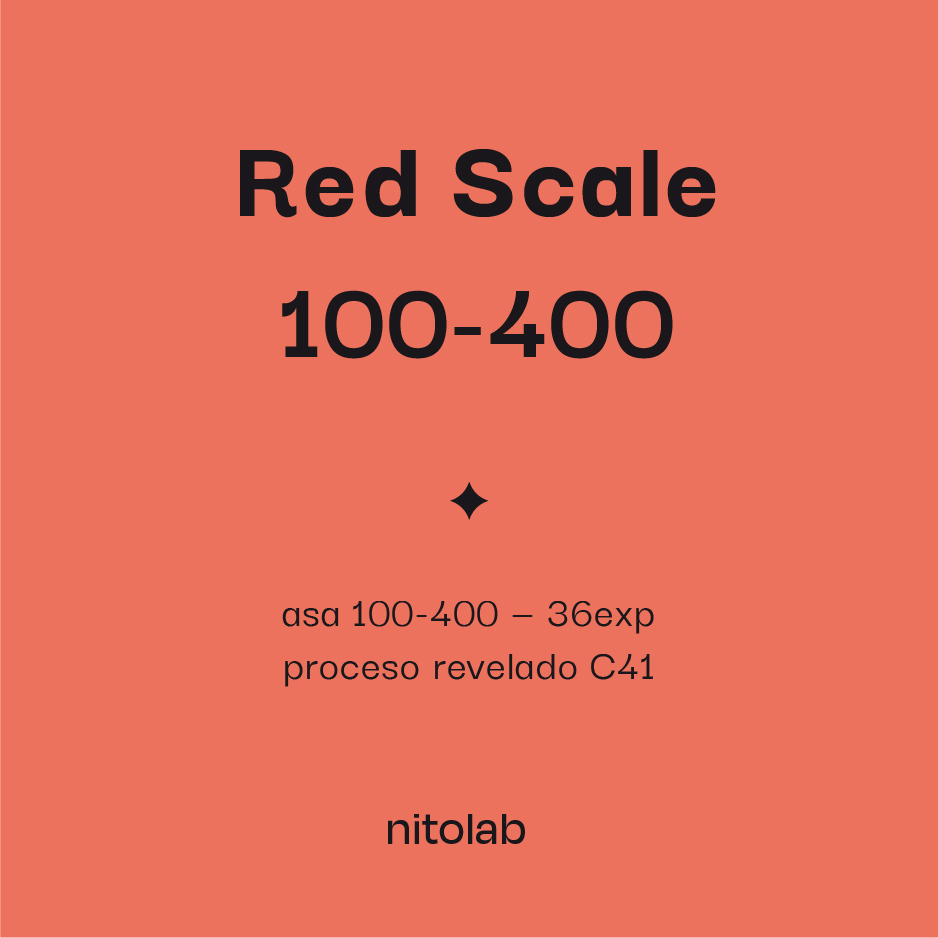 Red Scale
100-400
asa 100-400 – 36exp
proceso revelado C41
nitolab